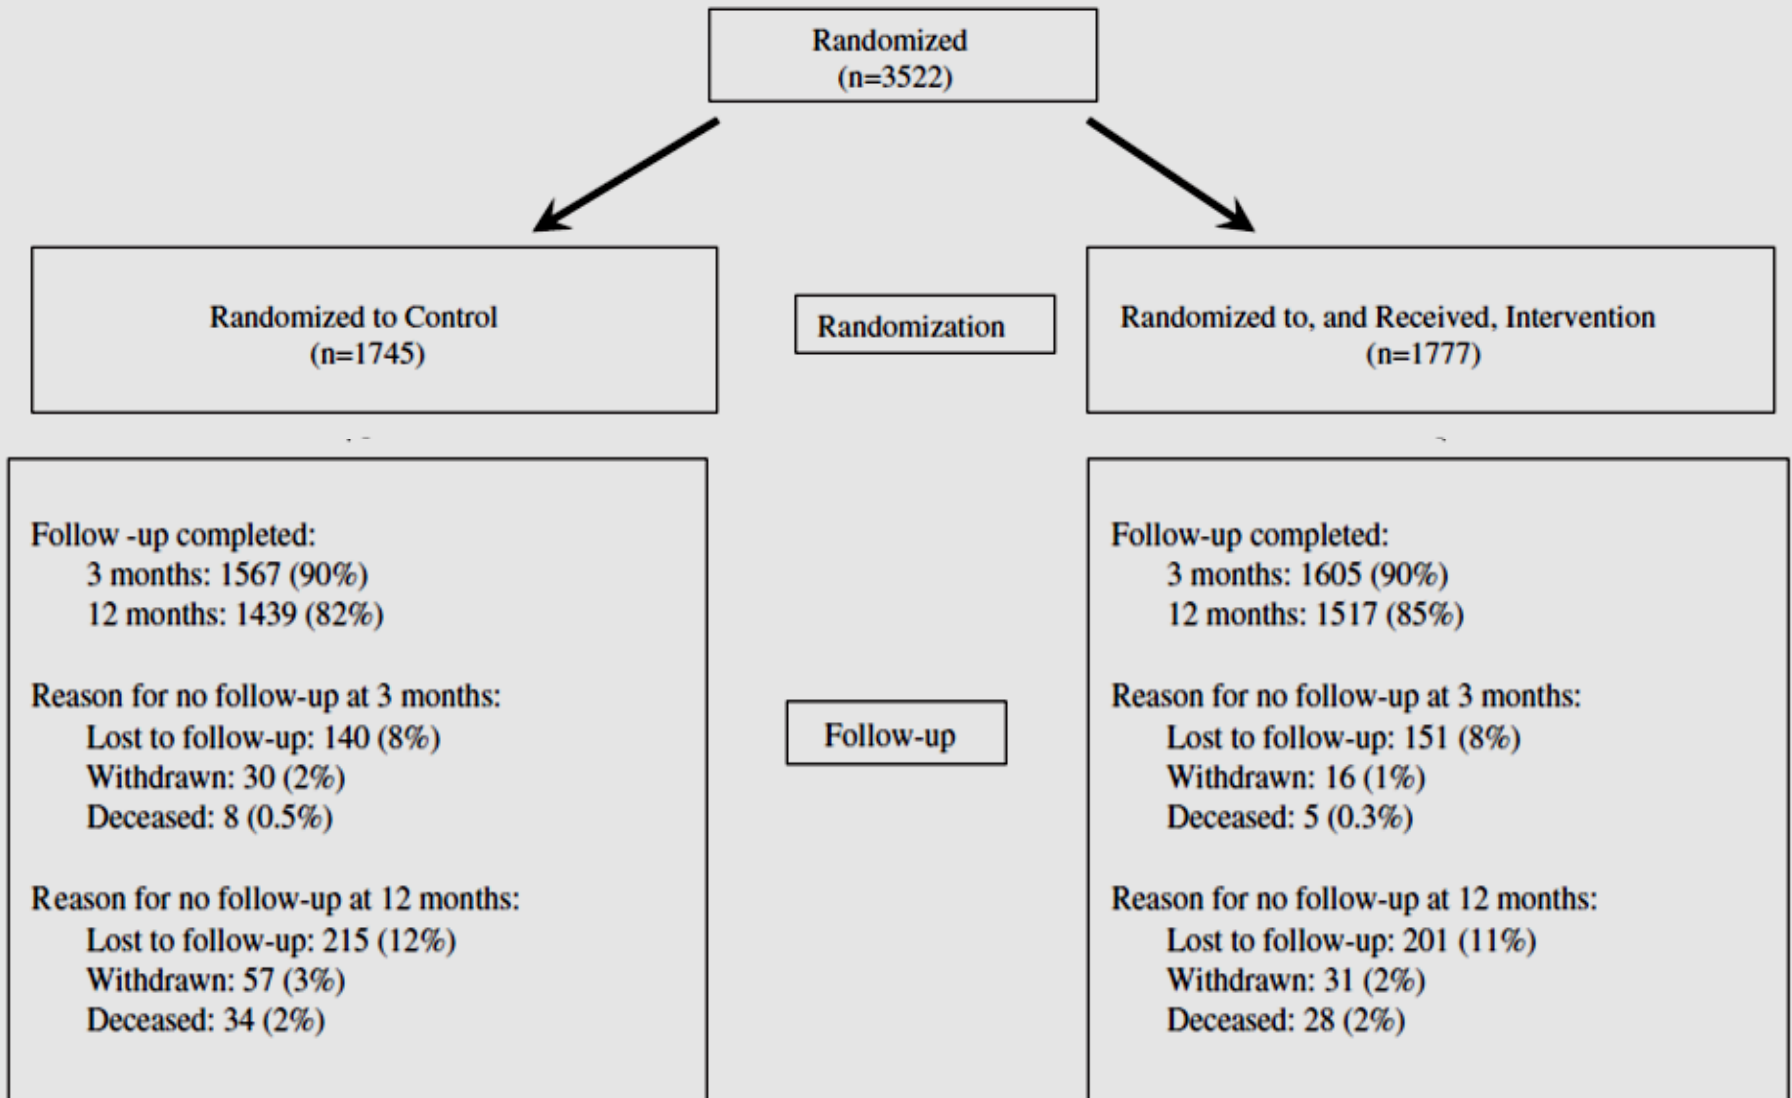 Randomized
(n=3522)
Randomized to Control
(n=1745)
Randomization
Randomized to, and Received, Intervention
(n=1777)
Follow -up completed:
3 months: 1567 (90%)
12 months: 1439 (82%)
Reason for no follow-up at 3 months:
Lost to follow-up: 140 (8%)
Withdrawn: 30 (2%)
Deceased: 8 (0.5%)
Reason for no follow-up at 12 months:
Lost to follow-up: 215 (12%)
Withdrawn: 57 (3%)
Deceased: 34 (2%)
Follow-up
Follow-up completed:
3 months: 1605 (90%)
12 months: 1517 (85%)
Reason for no follow-up at 3 months:
Lost to follow-up: 151 (8%)
Withdrawn: 16 (1%)
Deceased: 5 (0.3%)
Reason for no follow-up at 12 months:
Lost to follow-up: 201 (11%)
Withdrawn: 31 (2%)
Deceased: 28 (2%)